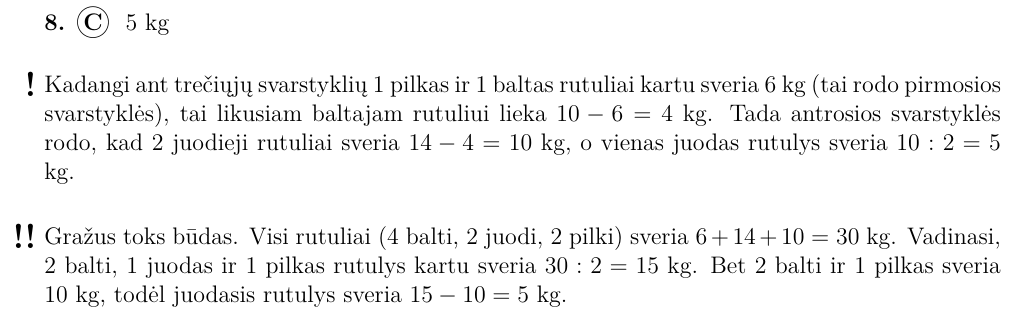 8. Ⓒ 5 kg
! Kadangi ant trečiųjų svarstyklių 1 pilkas ir 1 baltas rutuliai kartu sveria 6 kg (tai rodo pirmosios
svarstyklės), tai likusiam baltajam rutuliui lieka 10 − 6 = 4 kg. Tada antrosios svarstyklės
rodo, kad 2 juodieji rutuliai sveria 14 − 4 = 10 kg, o vienas juodas rutulys sveria 10 : 2 = 5
kg.
!! Gražus toks būdas. Visi rutuliai (4 balti, 2 juodi, 2 pilki) sveria 6 + 14 + 10 = 30 kg. Vadinasi,
2 balti, 1 juodas ir 1 pilkas rutulys kartu sveria 30 : 2 = 15 kg. Bet 2 balti ir 1 pilkas sveria
10 kg, todėl juodasis rutulys sveria 15 − 10 = 5 kg.